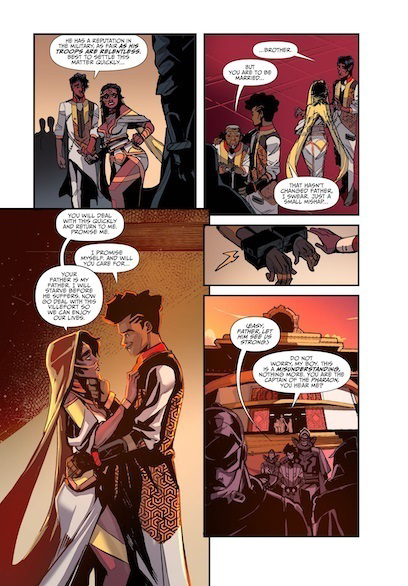 HE HAS A REPUTATION IN
THE MILITARY, AS FAIR AS HIS
TROOPS ARE RELENTLESS.
BEST TO SETTLE THIS
MATTER QUICKLY...
...BROTHER.
BUT
YOU ARE TO BE
MARRIED...
THAT HASN'T
CHANGED FATHER,
I SWEAR. JUST A
SMALL MISHAP...
YOU WILL DEAL
WITH THIS QUICKLY
AND RETURN TO ME.
PROMISE ME.
I PROMISE
MYSELF. AND WILL
YOU CARE FOR...
YOUR
FATHER IS MY
FATHER. I WILL
STARVE BEFORE
HE SUFFERS. NOW
GO DEAL WITH THIS
VILLEFORT SO
WE CAN ENJOY
OUR LIVES.
(EASY,
FATHER. LET
HIM SEE US
STRONG.)
DO NOT
WORRY, MY BOY. THIS
IS A MISUNDERSTANDING,
NOTHING MORE. YOU ARE THE
CAPTAIN OF THE PHARAON,
YOU HEAR ME?